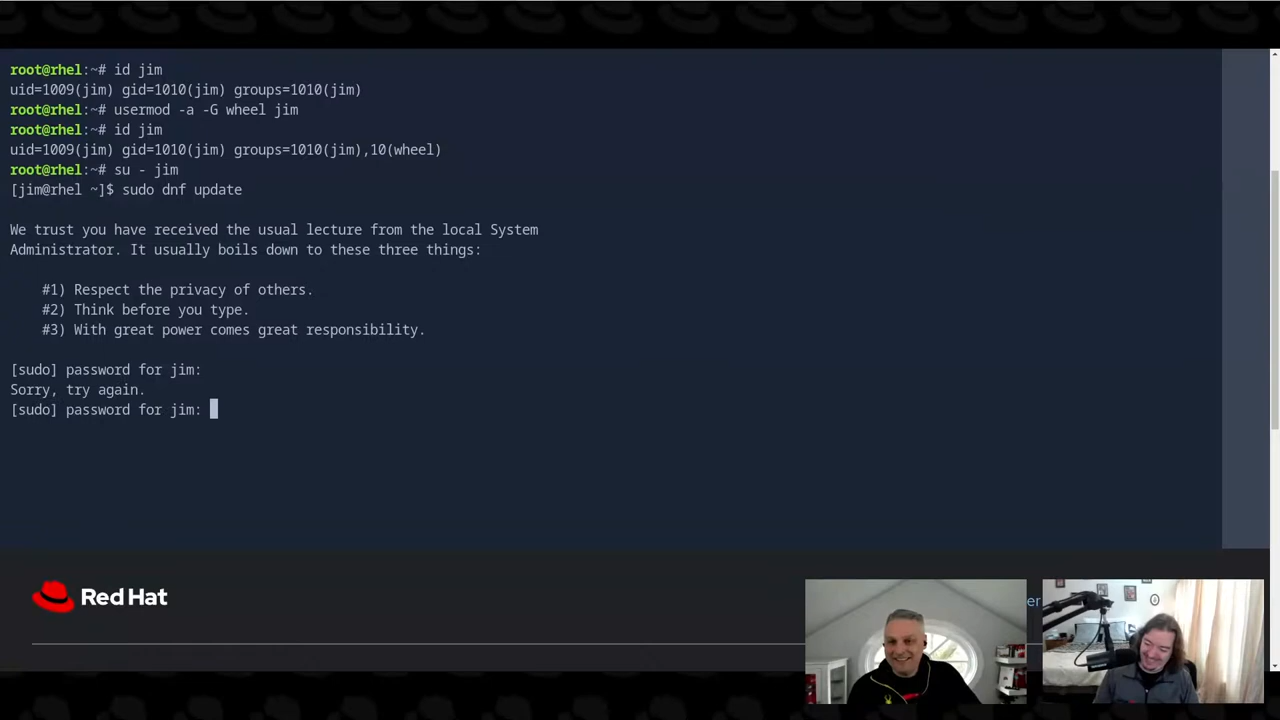 root@rhel:~# id jim
uid=1009(jim) gid=1010(jim) groups=1010(jim)
root@rhel:~# usermod -a -G wheel jim
root@rhel:~# id jim
uid=1009(jim) gid=1010(jim) groups=1010(jim),10(wheel)
root@rhel:~# su - jim
[jim@rhel ~]$ sudo dnf update
We trust you have received the usual lecture from the local System
Administrator. It usually boils down to these three things:
#1) Respect the privacy of others.
#2) Think before you type.
#3) With great power comes great responsibility.
[sudo] password for jim:
Sorry, try again.
[sudo] password for jim:
Red Hat
er